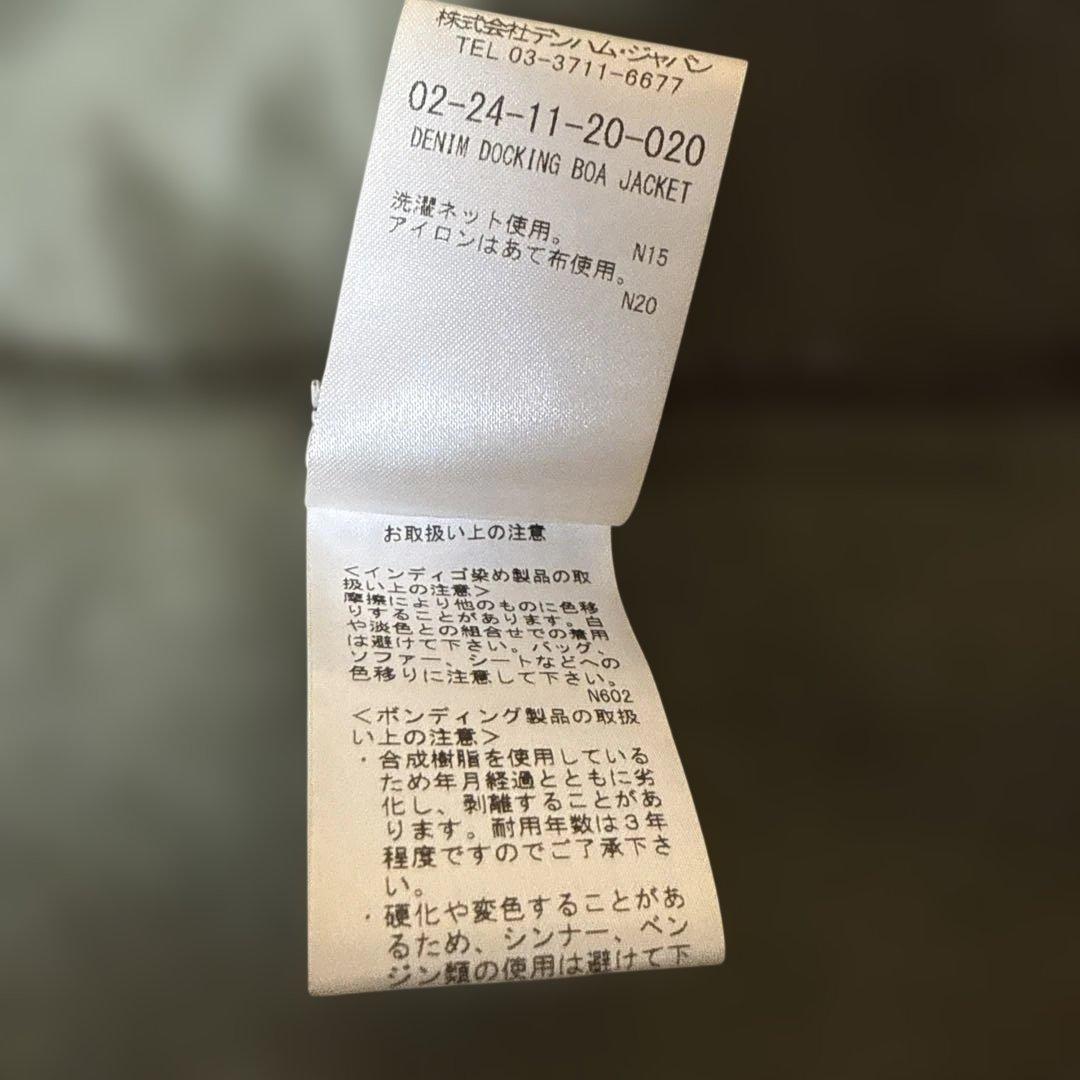 株式会社デンハム・ジャパン
TEL 03-3711-6677
02-24-11-20-020
DENIM DOCKING BOA JACKET
洗濯ネット使用。
N15
アイロンはあて布使用。
N20
お取扱い上の注意
＜インディゴ染め製品の取
扱い上の注意＞
摩擦により他のものに色移
りすることがあります。白
や淡色との組合せでの着用
は避けて下さい。バッグ、
ソファー、シートなどへの
色移りに注意して下さい。
N602
＜ボンディング製品の取扱
い上の注意＞
・合成樹脂を使用している
ため年月経過とともに劣
化し、剥離することがあ
ります。耐用年数は３年
程度ですのでご了承下さ
い。
・硬化や変色することがあ
るため、シンナー、ベン
ジン類の使用は避けて下